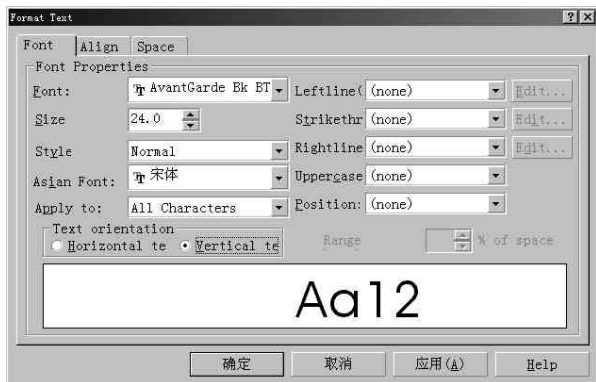 Format Text
Font Align Space
Font Properties
Font: AvantGarde Bk BT Leftline( (none) Edit...
Size 24.0 Strikethr (none) Edit...
Style Normal Rightline (none) Edit...
Asian Font: 宋体 Uppercase (none)
Apply to: All Characters Position: (none)
Text orientation
Horizontal te Vertical te Range % of space
Aa12
确定 取消 应用(A) Help